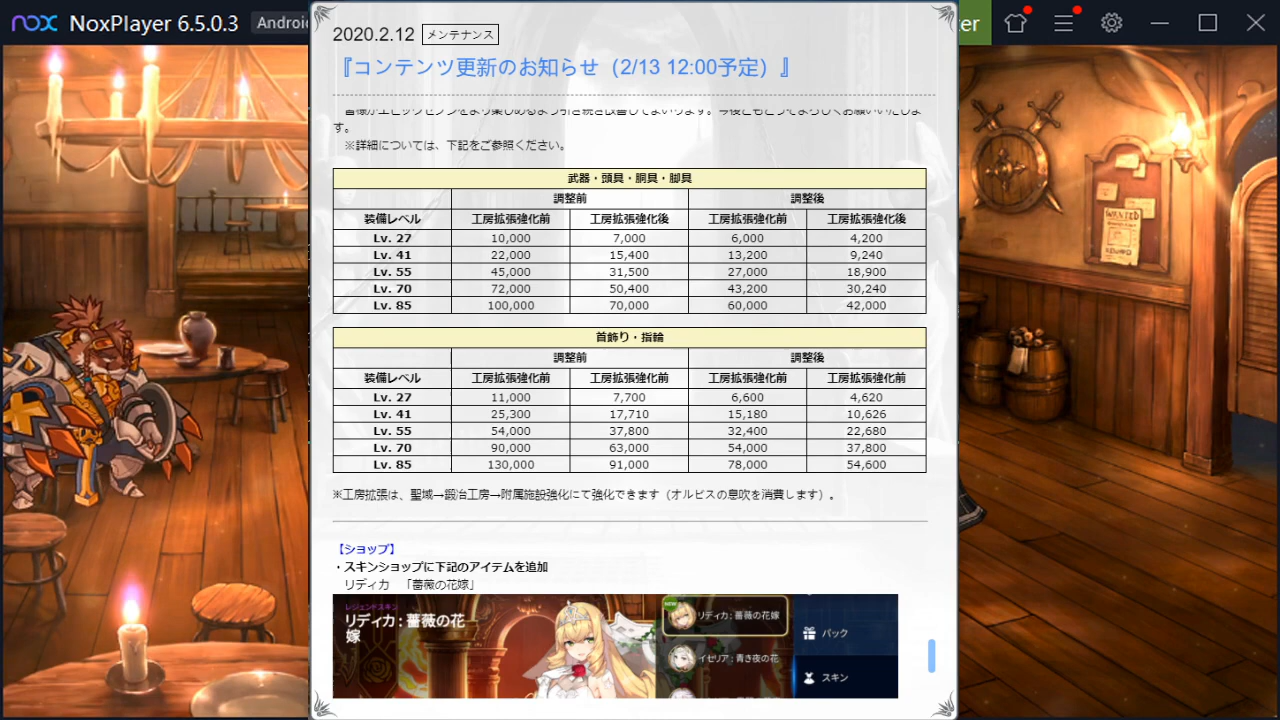 NoxPlayer 6.5.0.3 Android
er
2020.2.12 メンテナンス
『コンテンツ更新のお知らせ（2/13 12:00予定）』
す。
※詳細については、下記をご参照ください。
武器・頭具・胴具・脚具
調整前 調整後
装備レベル 工房拡張強化前 工房拡張強化後 工房拡張強化前 工房拡張強化後
Lv. 27 10,000 7,000 6,000 4,200
Lv. 41 22,000 15,400 13,200 9,240
Lv. 55 45,000 31,500 27,000 18,900
Lv. 70 72,000 50,400 43,200 30,240
Lv. 85 100,000 70,000 60,000 42,000
首飾り・指輪
調整前 調整後
装備レベル 工房拡張強化前 工房拡張強化前 工房拡張強化前 工房拡張強化前
Lv. 27 11,000 7,700 6,600 4,620
Lv. 41 25,300 17,710 15,180 10,626
Lv. 55 54,000 37,800 32,400 22,680
Lv. 70 90,000 63,000 54,000 37,800
Lv. 85 130,000 91,000 78,000 54,600
※工房拡張は、聖域→鍛冶工房→附属施設強化にて強化できます（オルビスの息吹を消費します）。
【ショップ】
・スキンショップに下記のアイテムを追加
リディカ 「薔薇の花嫁」
レジェンドスキン
リディカ : 薔薇の花
嫁
NEW
リディカ : 薔薇の花嫁
イセリア : 青き夜の花
パック
スキン
WANTED